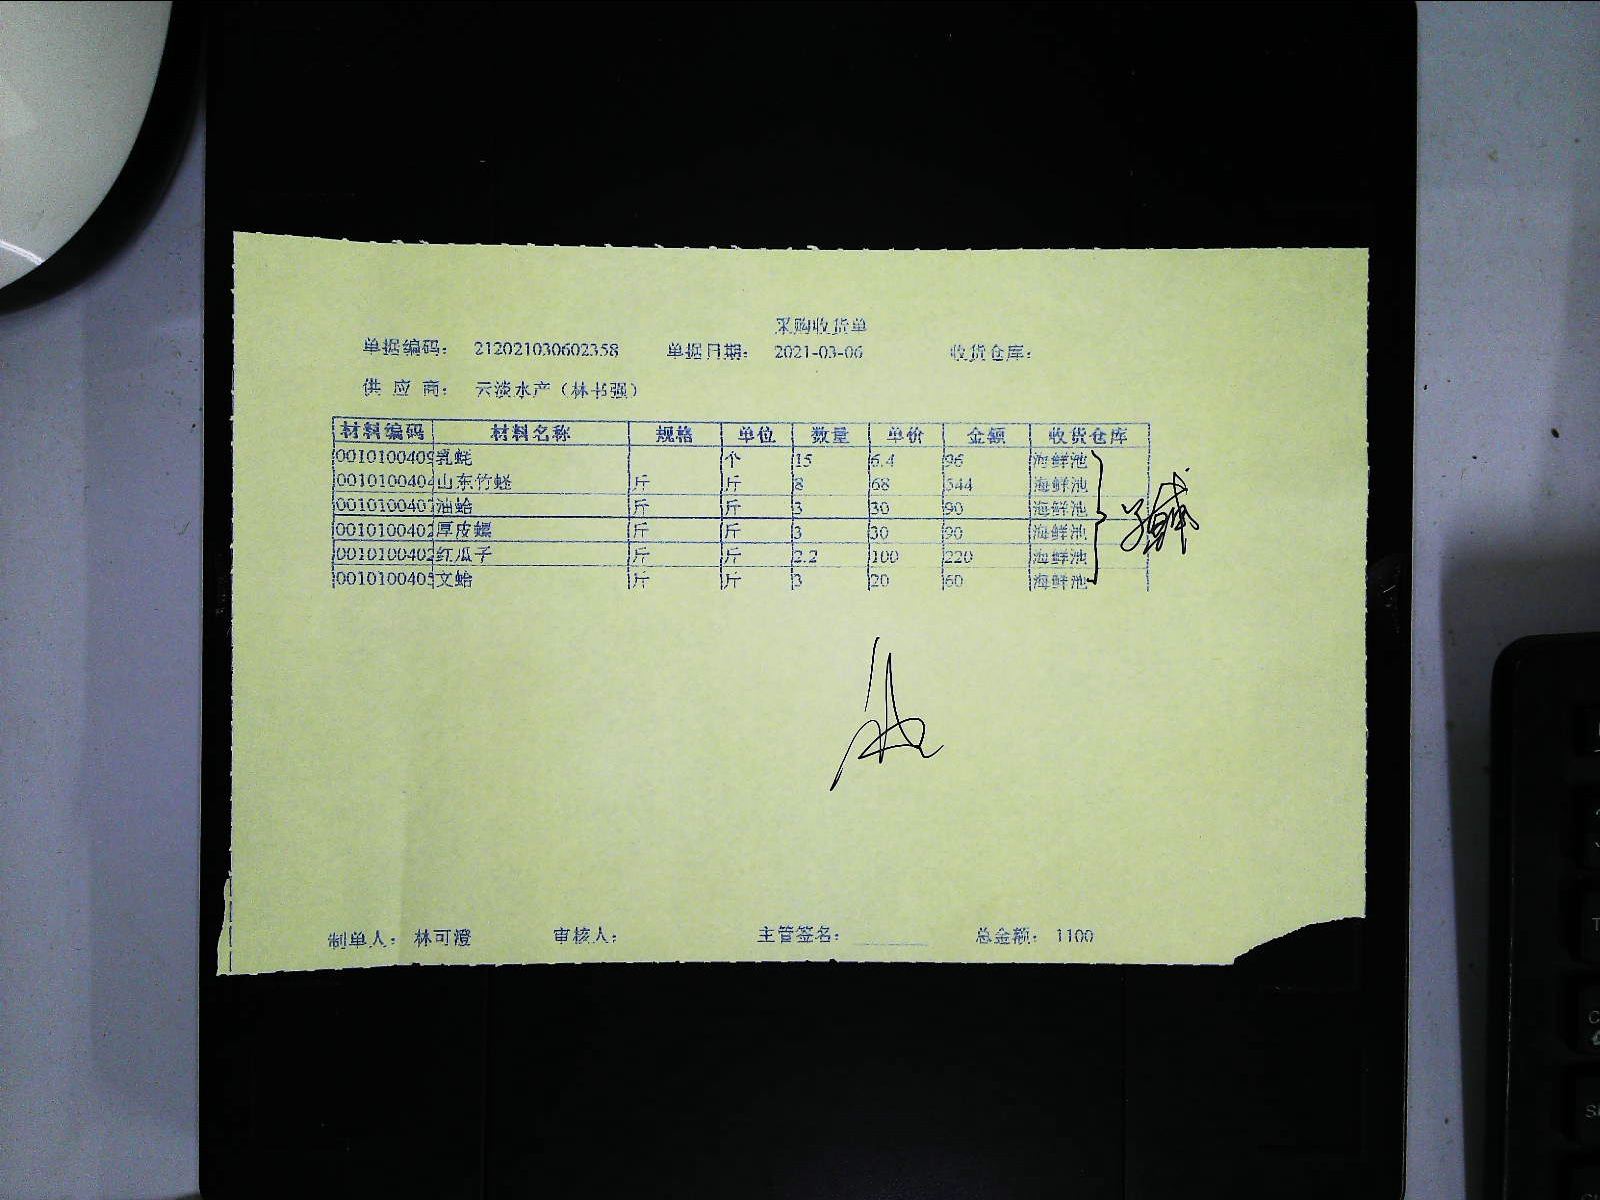 采购收货单
单据编码： 212021030602358 单据日期： 2021-03-06 收货仓库：
供 应 商： 云淡水产（林书强）
材料编码 材料名称 规格 单位 数量 单价 金额 收货仓库
0010100409 乳蚝 个 15 6.4 96 海鲜池
001010040 山东竹蛏 斤 斤 8 68 544 海鲜池
001010040 油蛤 斤 斤 3 30 90 海鲜池
0010100402 厚皮螺 斤 斤 3 30 90 海鲜池
0010100402 红瓜子 斤 斤 2.2 100 220 海鲜池
0010100405 文蛤 斤 斤 3 20 60 海鲜池
制单人： 林可澄 审核人： 主管签名： 总金额： 1100